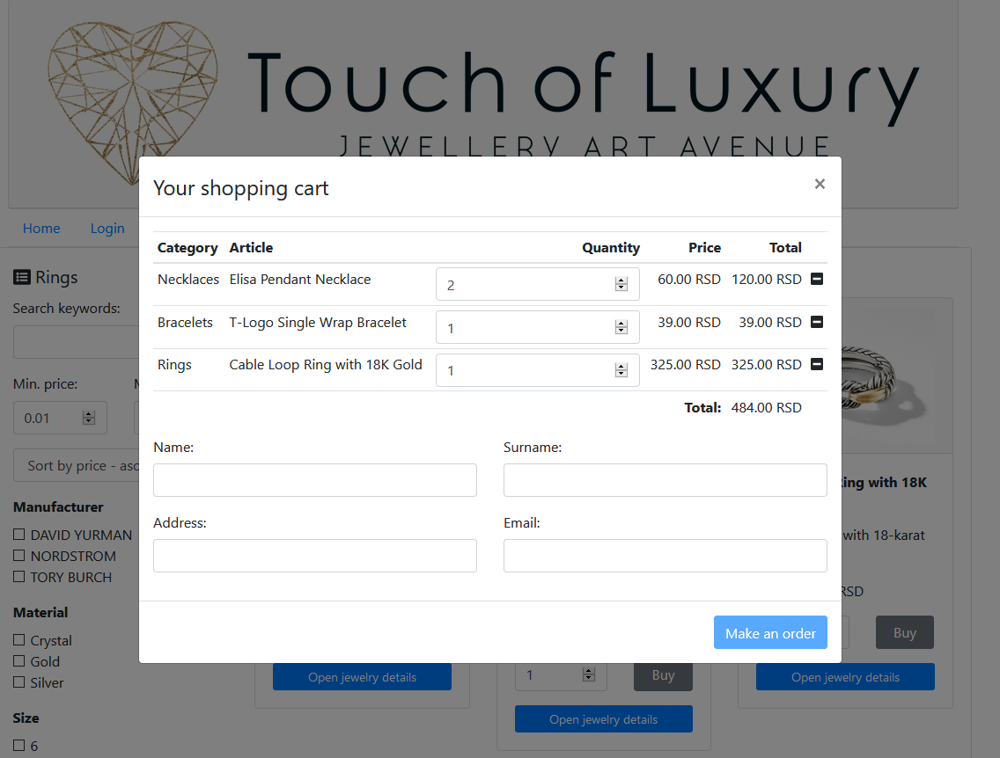 Touch of Luxury
JEWELLERY ART AVENUE
Your shopping cart ×
Home Login
Category Article Quantity Price Total
Necklaces Elisa Pendant Necklace 2 60.00 RSD 120.00 RSD
Bracelets T-Logo Single Wrap Bracelet 1 39.00 RSD 39.00 RSD
Rings Cable Loop Ring with 18K Gold 1 325.00 RSD 325.00 RSD
Total: 484.00 RSD
Name: Surname:
Address: Email:
Make an order
Rings
Search keywords:
Min. price:
0.01
Sort by price - asc
Manufacturer
DAVID YURMAN
NORDSTROM
TORY BURCH
Material
Crystal
Gold
Silver
Size
6
Open jewelry details
1 Buy
Open jewelry details
Ring with 18K
with 18-karat
RSD
Buy
Open jewelry details